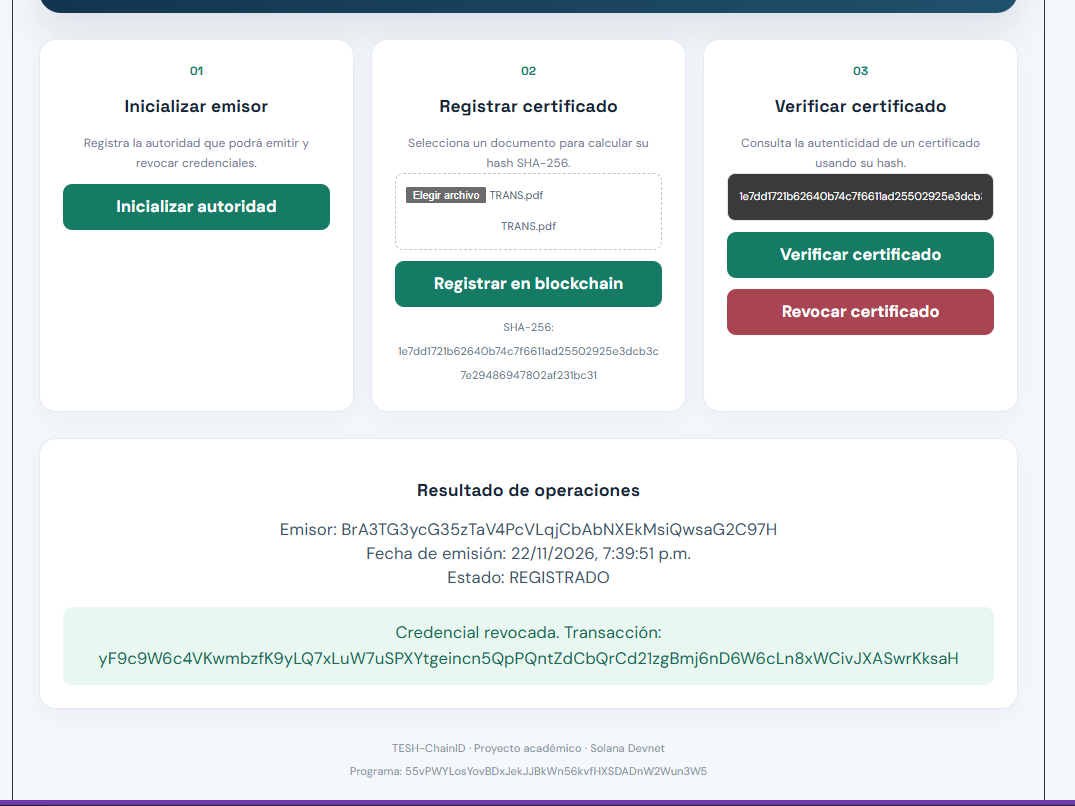 01
Inicializar emisor
Registra la autoridad que podrá emitir y
revocar credenciales.
Inicializar autoridad
02
Registrar certificado
Selecciona un documento para calcular su
hash SHA-256.
Elegir archivo TRANS.pdf
TRANS.pdf
Registrar en blockchain
SHA-256:
1e7dd1721b62640b74c7f6611ad25502925e3dcb3c
7e29486947802af231bc31
03
Verificar certificado
Consulta la autenticidad de un certificado
usando su hash.
1e7dd1721b62640b74c7f6611ad25502925e3dcb
Verificar certificado
Revocar certificado
Resultado de operaciones
Emisor: BrA3TG3ycG35zTaV4PcVLqjCbAbNXEkMsiQwsaG2C97H
Fecha de emisión: 22/11/2026, 7:39:51 p.m.
Estado: REGISTRADO
Credencial revocada. Transacción:
yF9c9W6c4VKwmbzfK9yLQ7xLuW7uSPXYtgeincn5QpPQntZdCbQrCd21zgBmj6nD6W6cLn8xWCivJXASwrKksaH
TESH-ChainID · Proyecto académico · Solana Devnet
Programa: 55vPWYLosYovBDxJekJJBkWn56kvfHXSDADnW2Wun3W5